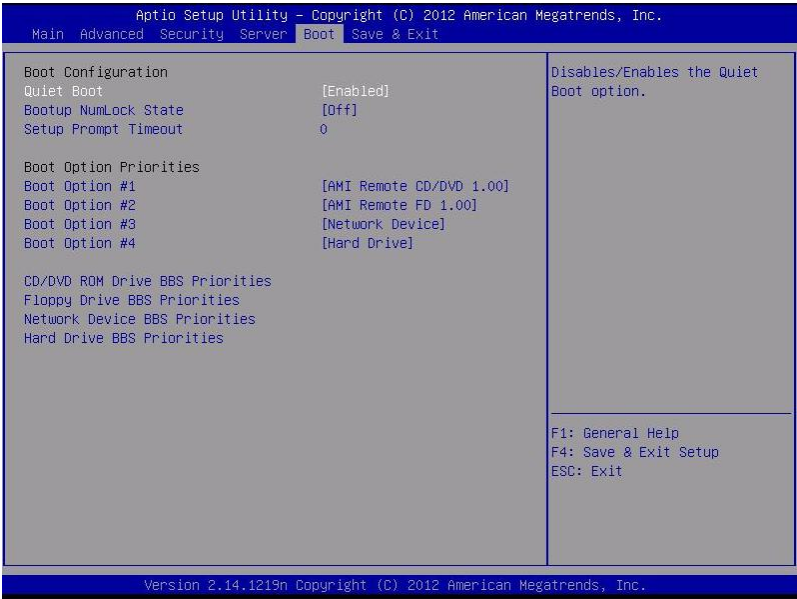 Aptio Setup Utility – Copyright (C) 2012 American Megatrends, Inc.
Main Advanced Security Server Boot Save & Exit
Boot Configuration
Quiet Boot [Enabled]
Bootup NumLock State [Off]
Setup Prompt Timeout 0
Boot Option Priorities
Boot Option #1 [AMI Remote CD/DVD 1.00]
Boot Option #2 [AMI Remote FD 1.00]
Boot Option #3 [Network Device]
Boot Option #4 [Hard Drive]
CD/DVD ROM Drive BBS Priorities
Floppy Drive BBS Priorities
Network Device BBS Priorities
Hard Drive BBS Priorities
Disables/Enables the Quiet
Boot option.
F1: General Help
F4: Save & Exit Setup
ESC: Exit
Version 2.14.1219n Copyright (C) 2012 American Megatrends, Inc.